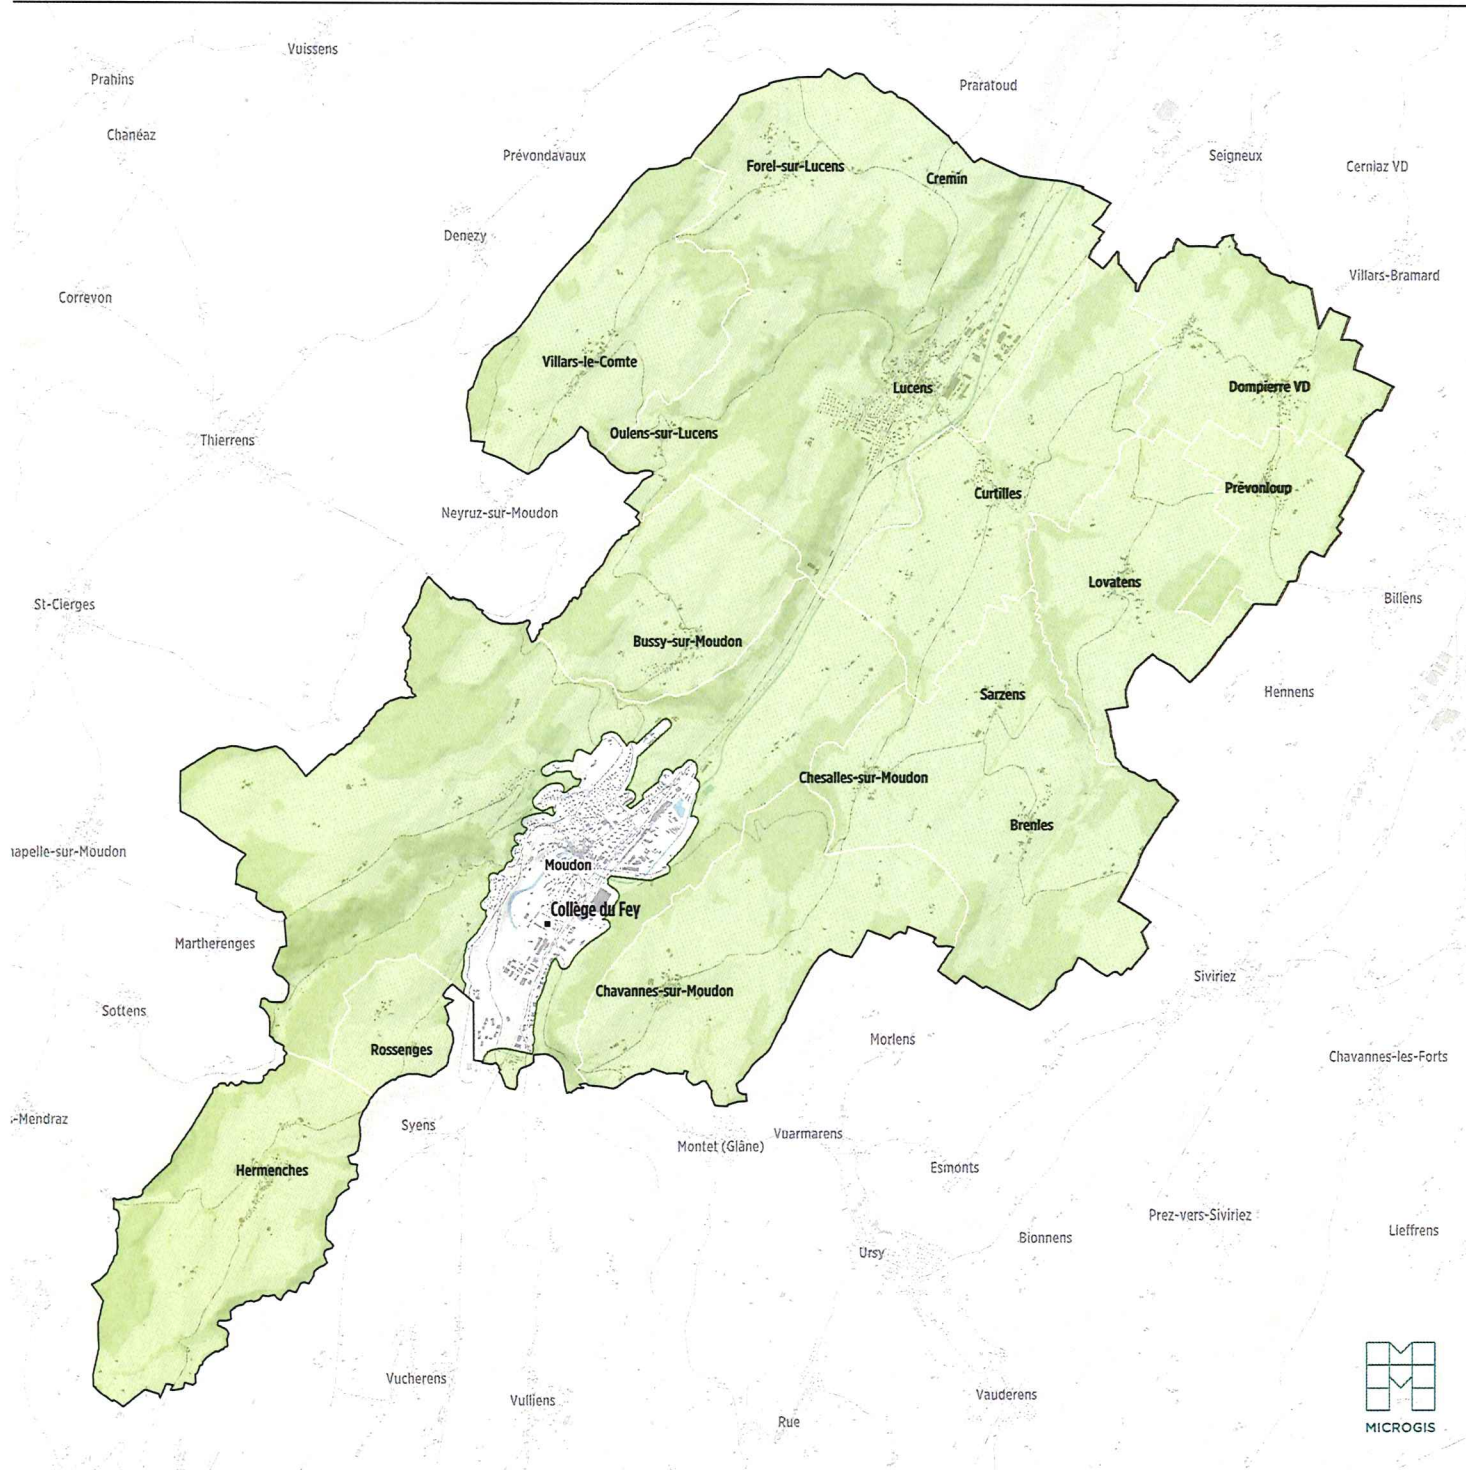 Vuissens
Prahins
Praratoud
Chanéaz
Prévondavaux
Seigneux
Forel-sur-Lucens
Cerniaz VD
Cremin
Denezy
Villars-Bramard
Correvon
Villars-le-Comte
Lucens
Dompierre VD
Oulens-sur-Lucens
Thierrens
Prévonloup
Curtilles
Neyruz-sur-Moudon
Lovatens
Billens
St-Cierges
Bussy-sur-Moudon
Hennens
Sarzens
Chesalles-sur-Moudon
Brenles
apelle-sur-Moudon
Moudon
Collège du Fey
Martherenges
Siviriez
Chavannes-sur-Moudon
Sottens
Morlens
Rossenges
Chavannes-les-Forts
-Mendraz
Syens
Vuarmarens
Montet (Glâne)
Esmonts
Hermenches
Prez-vers-Siviriez
Lieffrens
Bionnens
Ursy
Vucherens
Vauderens
Vulliens
Rue
MICROGIS